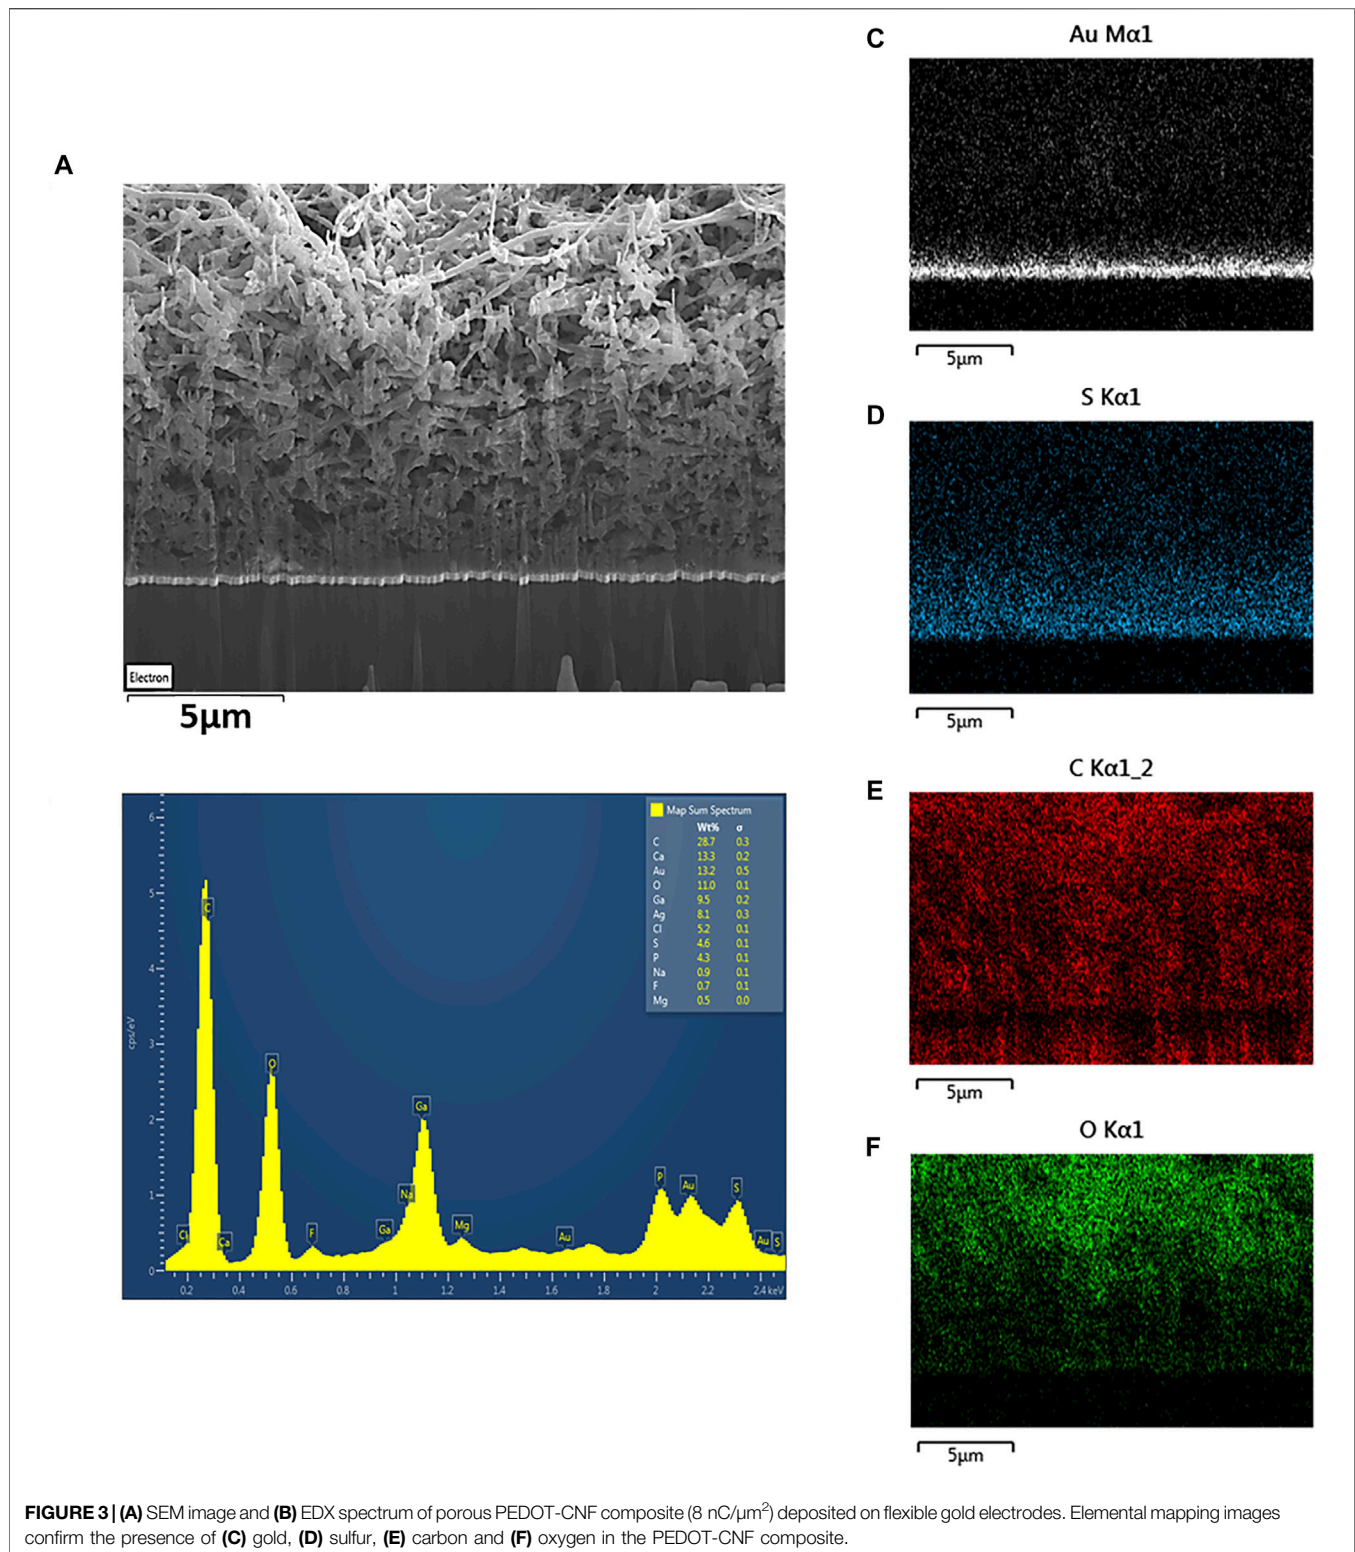 A
Electron
5μm
6
5
4
3
2
1
0
cps/eV
Map Sum Spectrum
Wt% σ
C 28.7 0.3
Ca 13.3 0.2
Au 13.2 0.5
O 11.0 0.1
Ga 9.5 0.2
Ag 8.1 0.3
Cl 5.2 0.1
S 4.6 0.1
P 4.3 0.1
Na 0.9 0.1
F 0.7 0.1
Mg 0.5 0.0
C
O
Ga
Na
Ca
F
Ga
Mg
Au
P
Au
S
Au
S
0.2 0.4 0.6 0.8 1 1.2 1.4 1.6 1.8 2 2.2 2.4 keV
C
Au Mα1
5μm
D
S Kα1
5μm
E
C Kα1_2
5μm
F
O Kα1
5μm
FIGURE 3 | (A) SEM image and (B) EDX spectrum of porous PEDOT-CNF composite (8 nC/μm²) deposited on flexible gold electrodes. Elemental mapping images
confirm the presence of (C) gold, (D) sulfur, (E) carbon and (F) oxygen in the PEDOT-CNF composite.